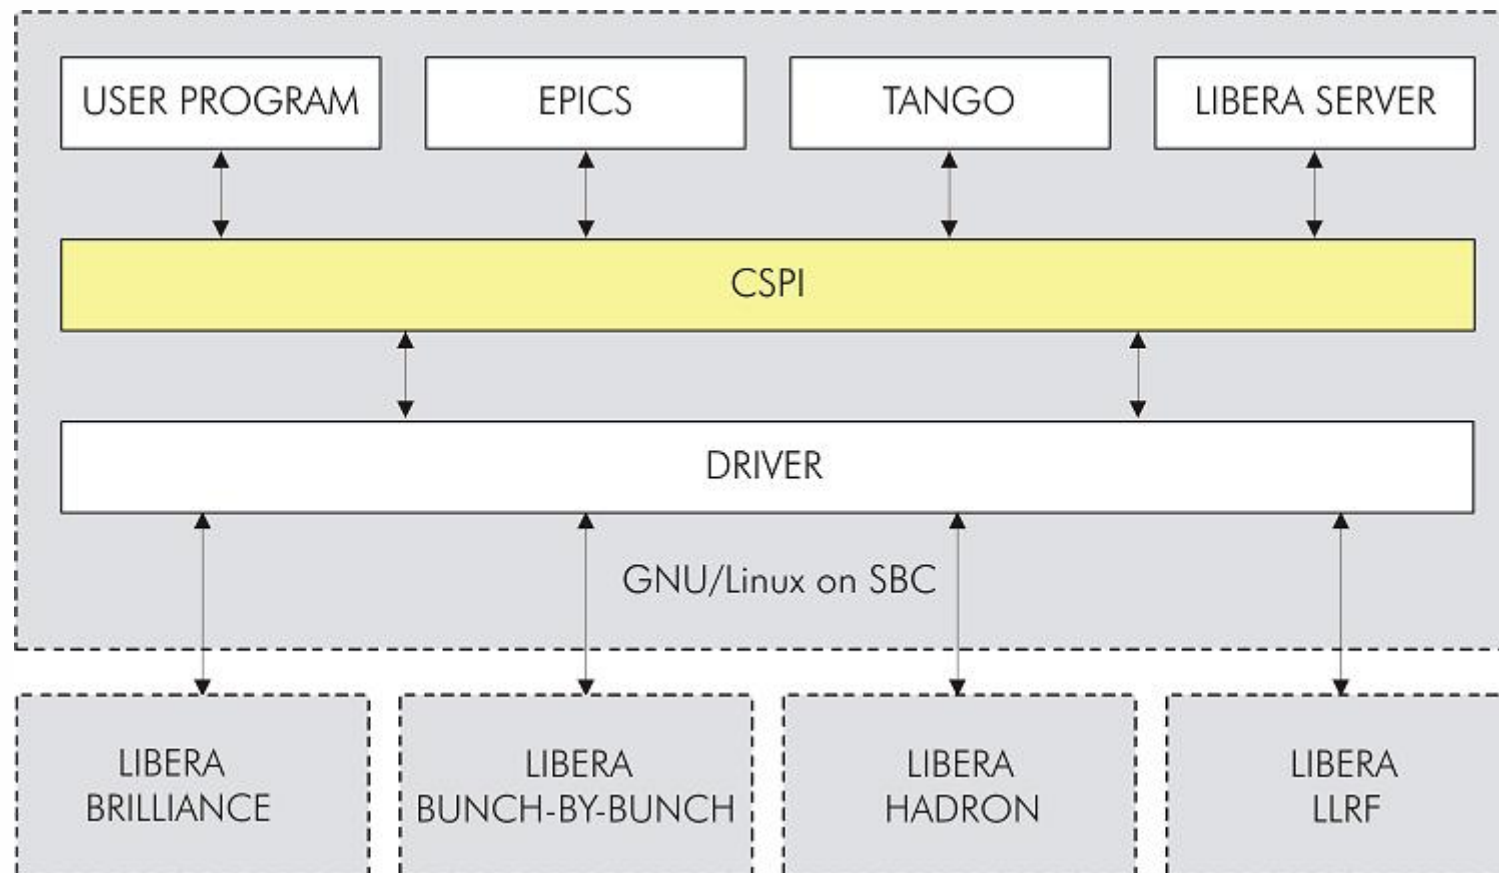 USER PROGRAM
EPICS
TANGO
LIBERA SERVER
CSPI
DRIVER
GNU/Linux on SBC
LIBERA
BRILLIANCE
LIBERA
BUNCH-BY-BUNCH
LIBERA
HADRON
LIBERA
LLRF